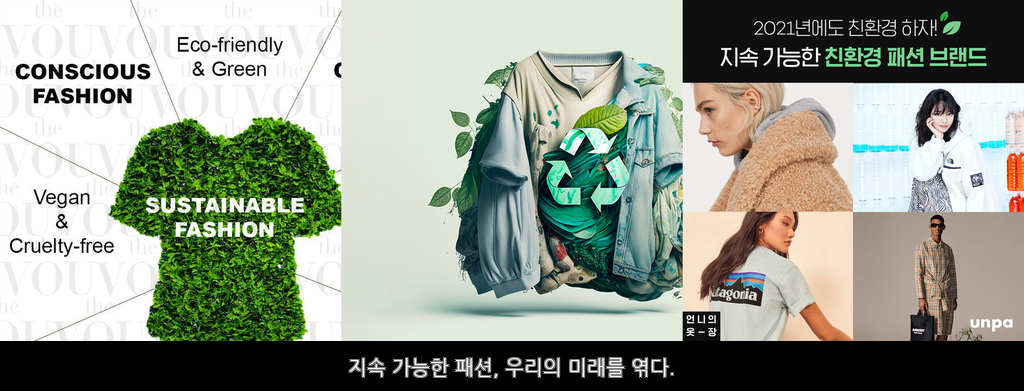 the
the
VOUVOUVOUVOU
Eco-friendly
& Green
CONSCIOUS
FASHION
Vegan
&
Cruelty-free
SUSTAINABLE
FASHION
2021년에도 친환경 하자!
지속 가능한 친환경 패션 브랜드
patagonia
언니의
옷장
unpa
지속 가능한 패션, 우리의 미래를 엮다.